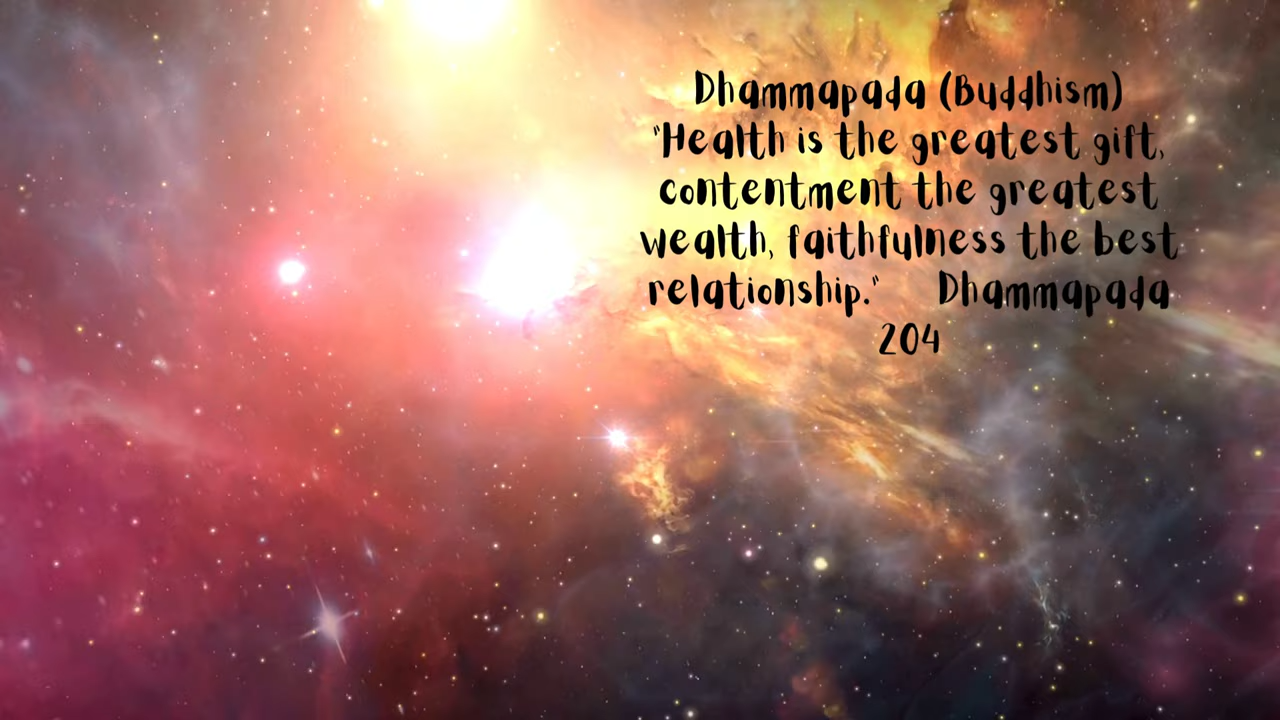 Dhammapada (Buddhism)
"Health is the greatest gift,
contentment the greatest
wealth, faithfulness the best
relationship." Dhammapada
204